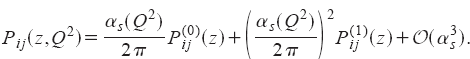 P_{ij}(z,Q^2) = \frac{\alpha_s(Q^2)}{2\pi} P_{ij}^{(0)}(z) + \left( \frac{\alpha_s(Q^2)}{2\pi} \right)^2 P_{ij}^{(1)}(z) + \mathcal{O}(\alpha_s^3).